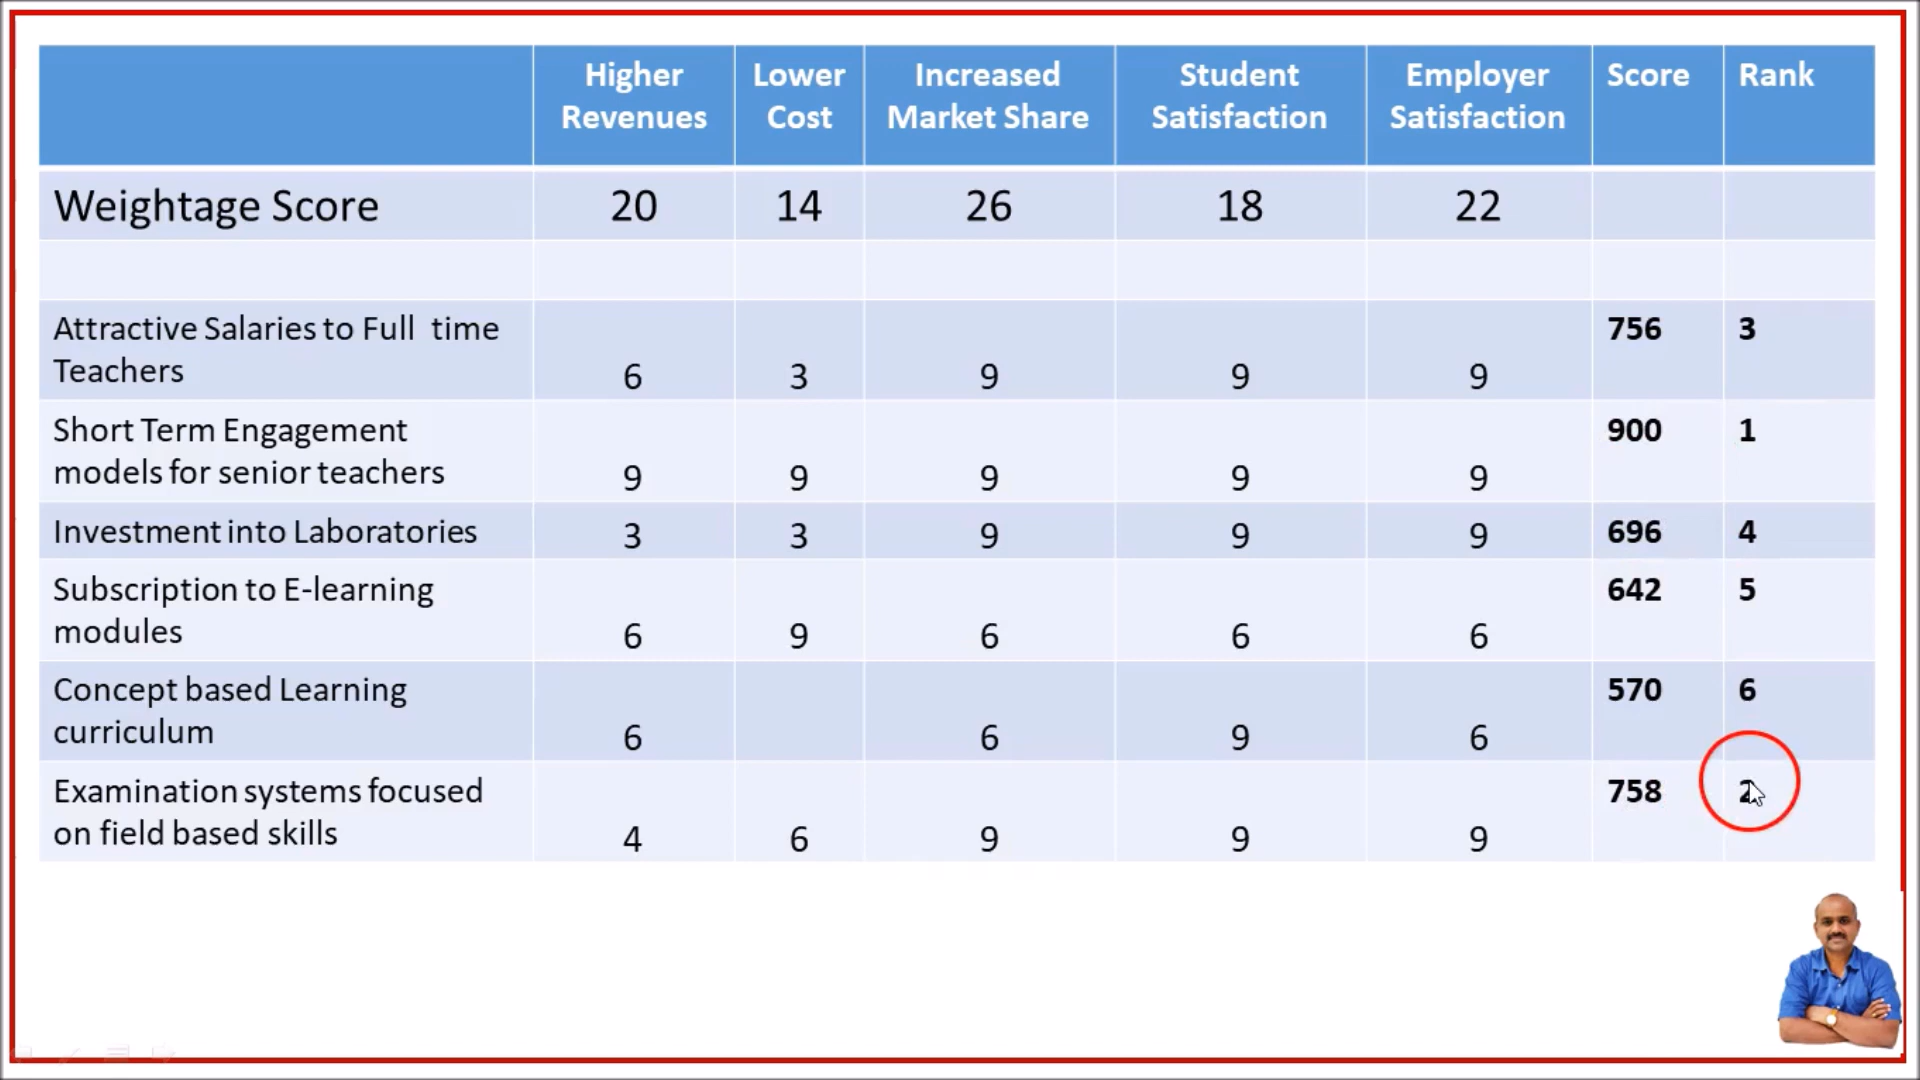 Higher Revenues Lower Cost Increased Market Share Student Satisfaction Employer Satisfaction Score Rank
Weightage Score 20 14 26 18 22
Attractive Salaries to Full time Teachers 6 3 9 9 9 756 3
Short Term Engagement models for senior teachers 9 9 9 9 9 900 1
Investment into Laboratories 3 3 9 9 9 696 4
Subscription to E-learning modules 6 9 6 6 6 642 5
Concept based Learning curriculum 6 6 9 6 570 6
Examination systems focused on field based skills 4 6 9 9 9 758 2